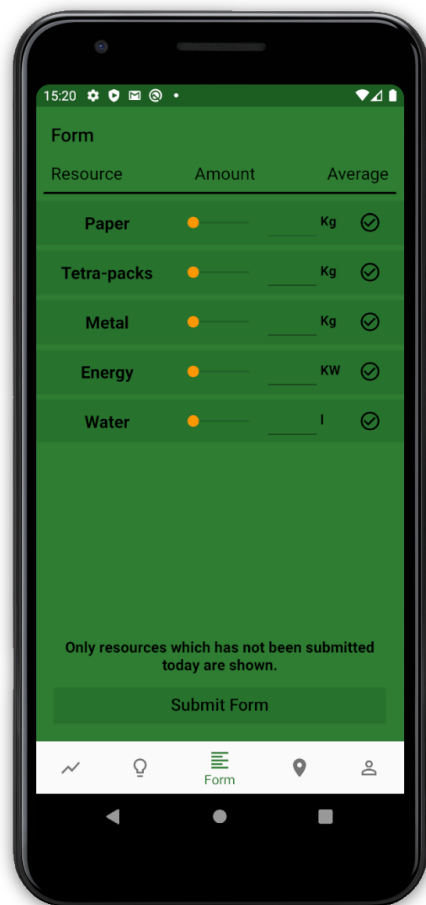 15:20
Form
Resource Amount Average
Paper Kg
Tetra-packs Kg
Metal Kg
Energy KW
Water l
Only resources which has not been submitted
today are shown.
Submit Form
Form